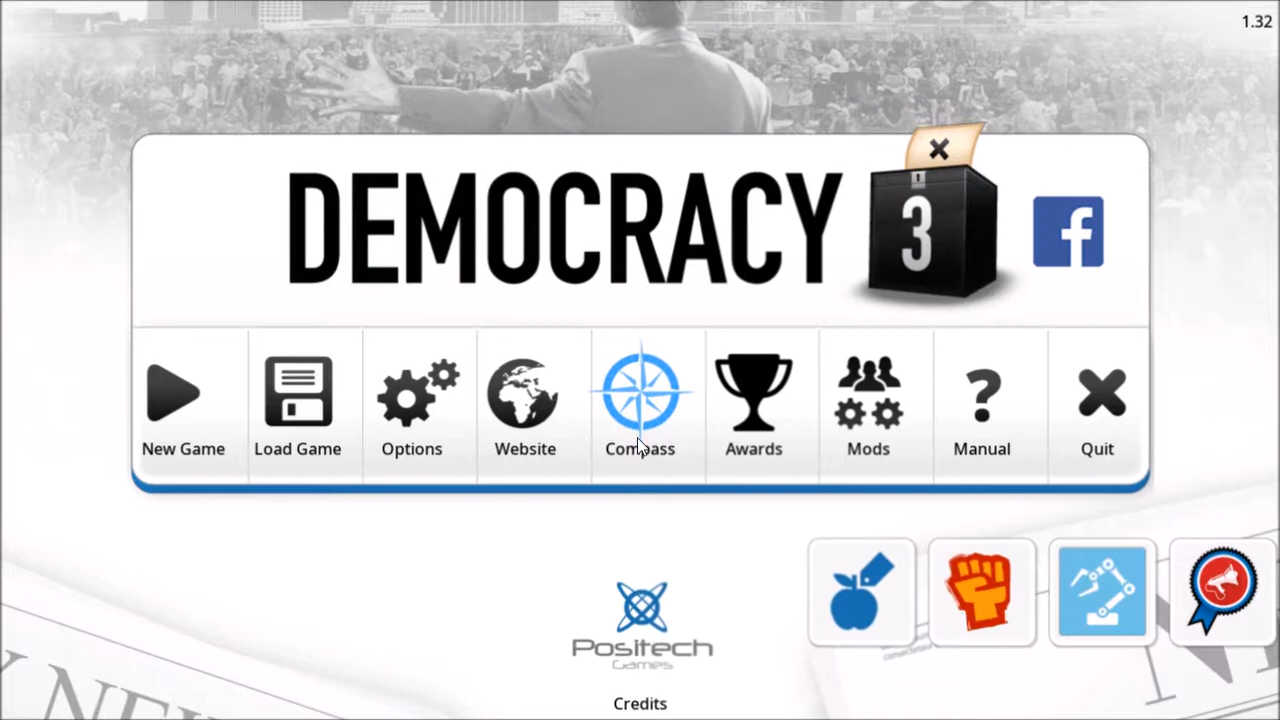 1.32
DEMOCRACY 3
New Game
Load Game
Options
Website
Compass
Awards
Mods
Manual
Quit
Positech
Games
Credits